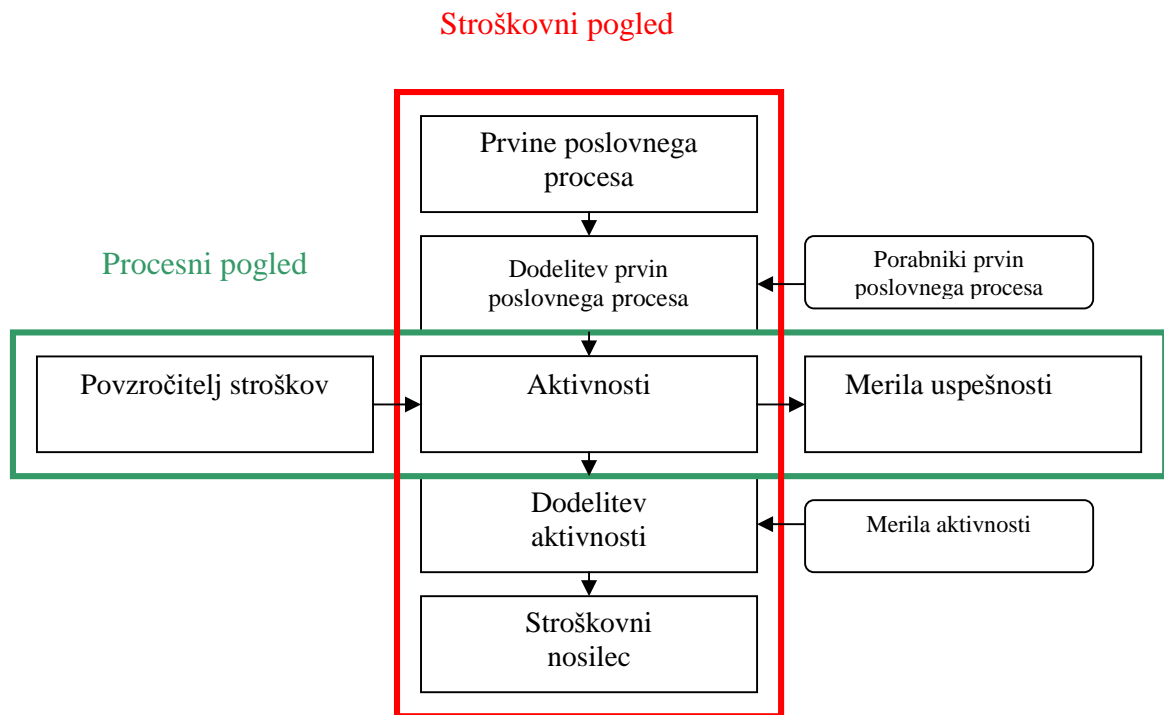 Stroškovni pogled
Prvine poslovnega
procesa
Procesni pogled
Dodelitev prvin
poslovnega procesa
Porabniki prvin
poslovnega procesa
Povzročitelj stroškov
Aktivnosti
Merila uspešnosti
Dodelitev
aktivnosti
Merila aktivnosti
Stroškovni
nosilec